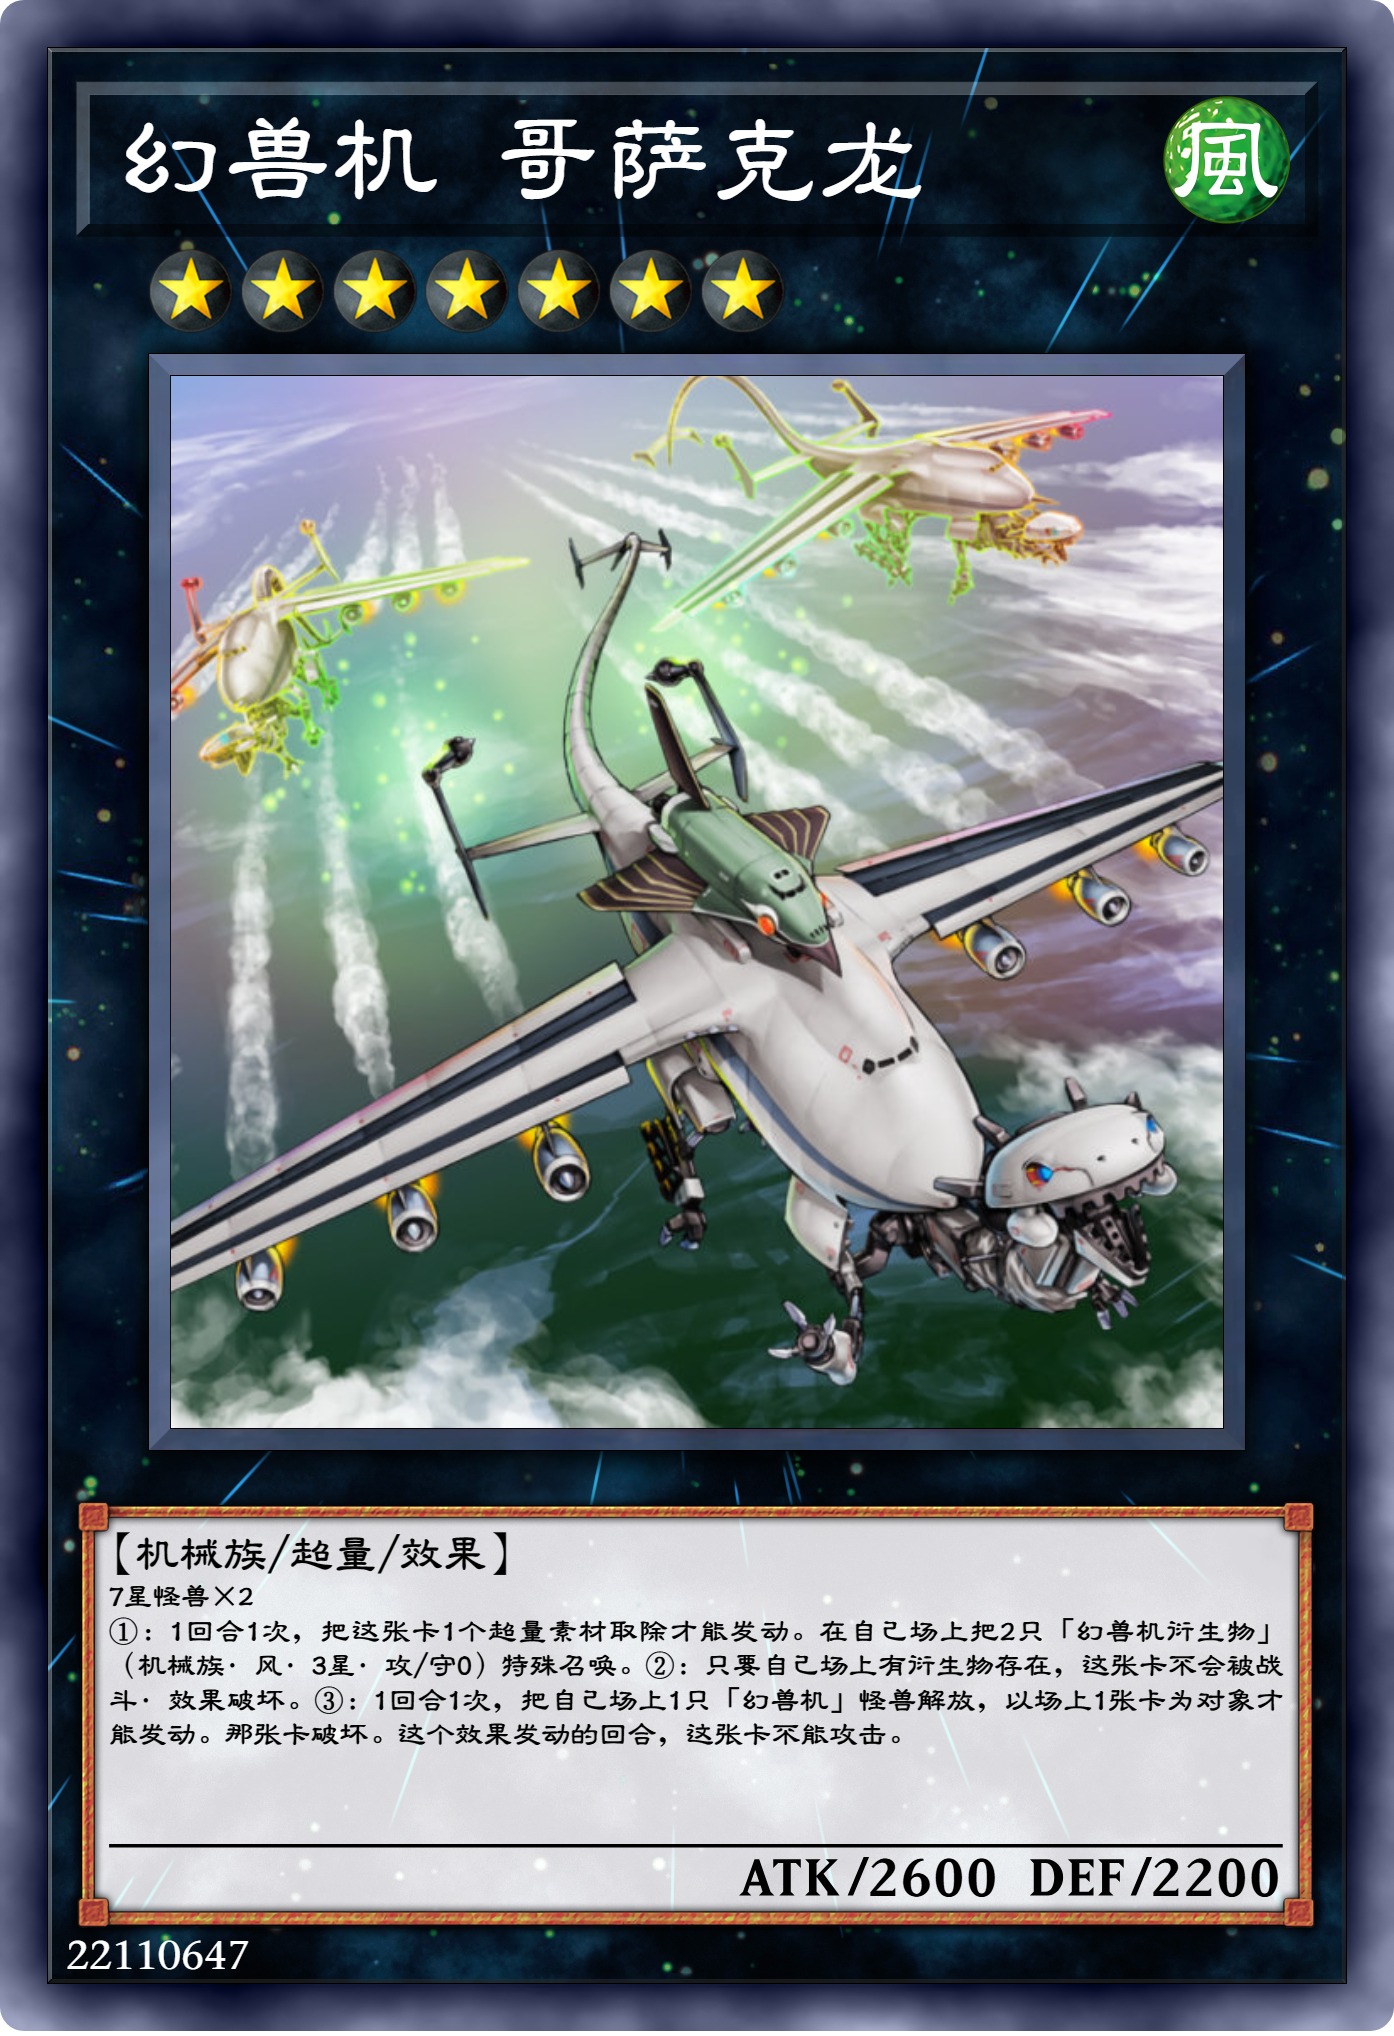 幻兽机 哥萨克龙
風
【机械族/超量/效果】
7星怪兽×2
①：1回合1次，把这张卡1个超量素材取除才能发动。在自己场上把2只「幻兽机衍生物」
（机械族·风·3星·攻/守0）特殊召唤。②：只要自己场上有衍生物存在，这张卡不会被战
斗·效果破坏。③：1回合1次，把自己场上1只「幻兽机」怪兽解放，以场上1张卡为对象才
能发动。那张卡破坏。这个效果发动的回合，这张卡不能攻击。
ATK/2600 DEF/2200
22110647